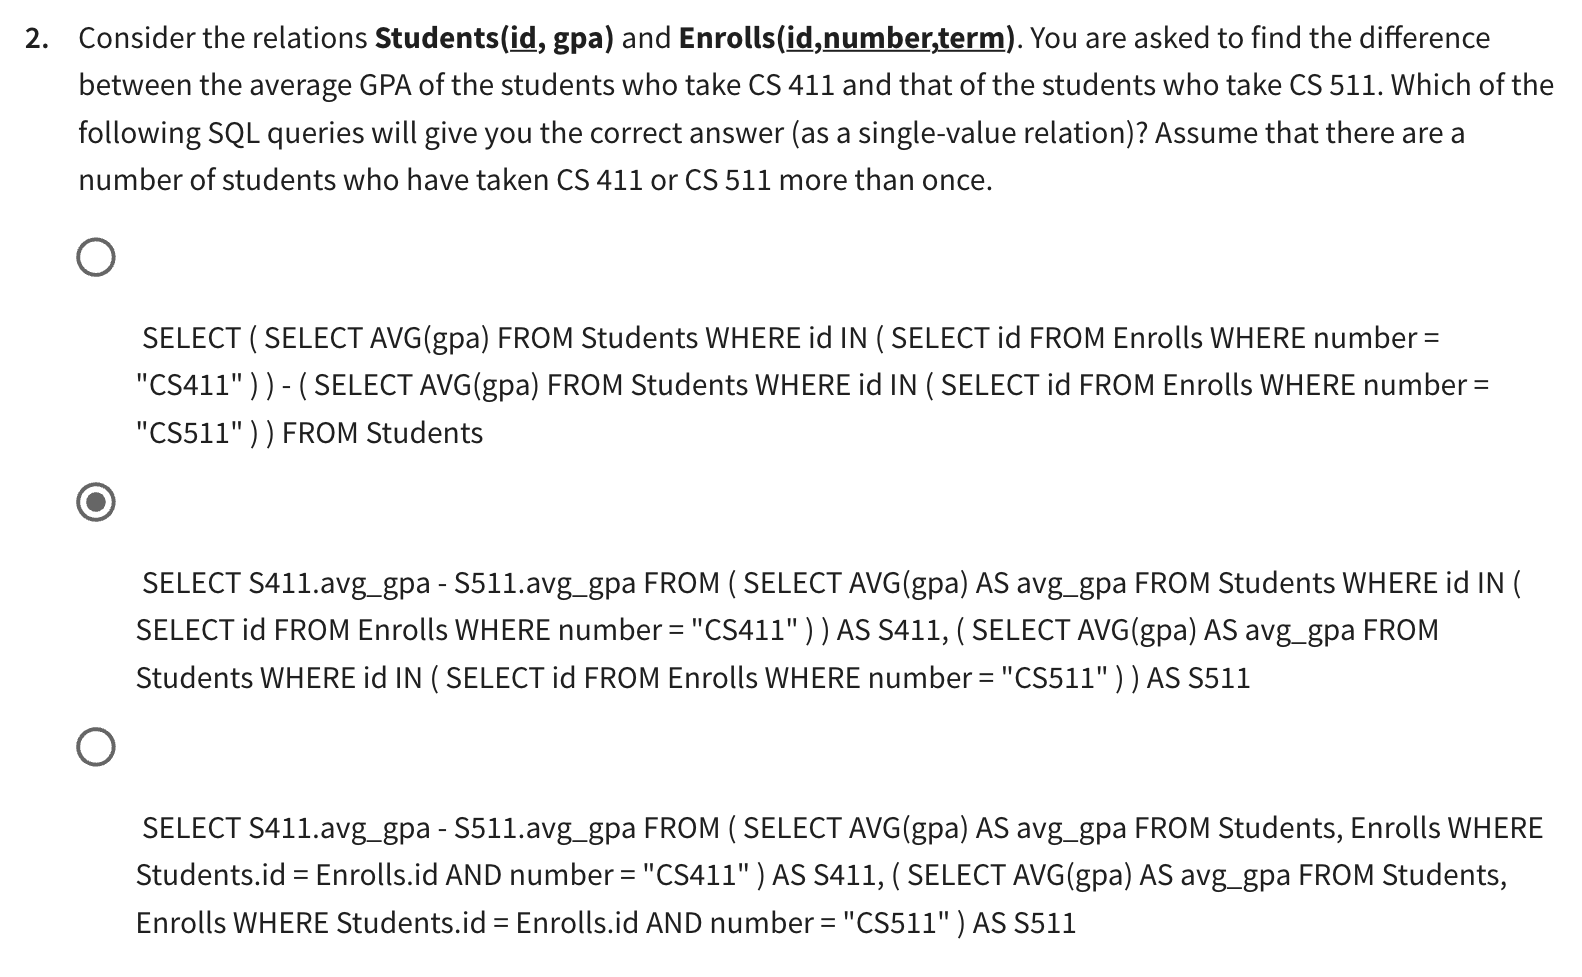 2. Consider the relations Students(id, gpa) and Enrolls(id,number,term). You are asked to find the difference
between the average GPA of the students who take CS 411 and that of the students who take CS 511. Which of the
following SQL queries will give you the correct answer (as a single-value relation)? Assume that there are a
number of students who have taken CS 411 or CS 511 more than once.
SELECT ( SELECT AVG(gpa) FROM Students WHERE id IN ( SELECT id FROM Enrolls WHERE number =
"CS411" ) ) - ( SELECT AVG(gpa) FROM Students WHERE id IN ( SELECT id FROM Enrolls WHERE number =
"CS511" ) ) FROM Students
SELECT S411.avg_gpa - S511.avg_gpa FROM ( SELECT AVG(gpa) AS avg_gpa FROM Students WHERE id IN (
SELECT id FROM Enrolls WHERE number = "CS411" ) ) AS S411, ( SELECT AVG(gpa) AS avg_gpa FROM
Students WHERE id IN ( SELECT id FROM Enrolls WHERE number = "CS511" ) ) AS S511
SELECT S411.avg_gpa - S511.avg_gpa FROM ( SELECT AVG(gpa) AS avg_gpa FROM Students, Enrolls WHERE
Students.id = Enrolls.id AND number = "CS411" ) AS S411, ( SELECT AVG(gpa) AS avg_gpa FROM Students,
Enrolls WHERE Students.id = Enrolls.id AND number = "CS511" ) AS S511